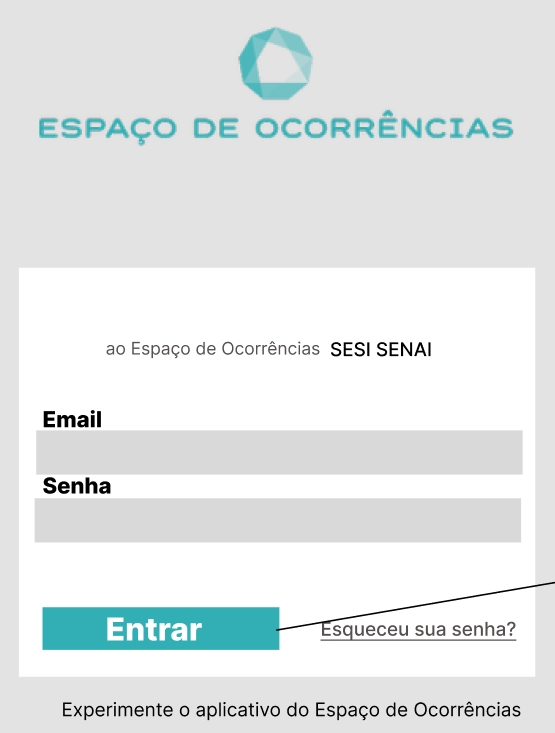 ESPAÇO DE OCORRÊNCIAS
ao Espaço de Ocorrências SESI SENAI
Email
Senha
Entrar
Esqueceu sua senha?
Experimente o aplicativo do Espaço de Ocorrências